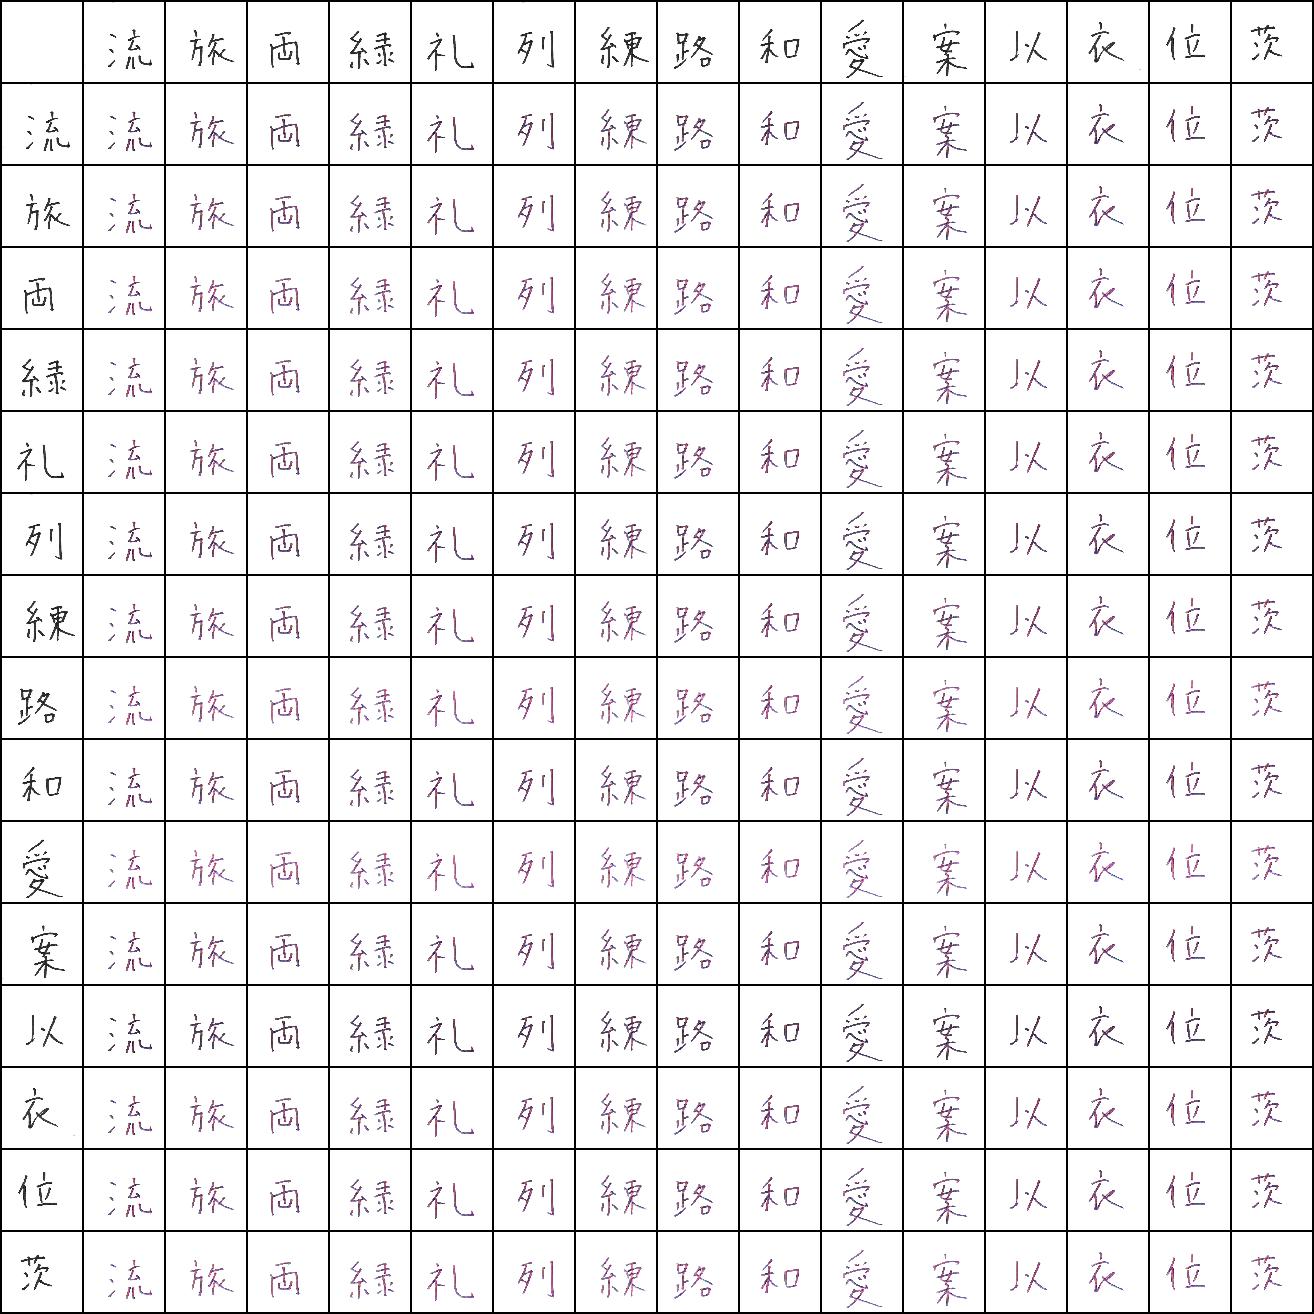 流 旅 両 緑 礼 列 練 路 和 愛 案 以 衣 位 茨
流 流 旅 両 緑 礼 列 練 路 和 愛 案 以 衣 位 茨
旅 流 旅 両 緑 礼 列 練 路 和 愛 案 以 衣 位 茨
両 流 旅 両 緑 礼 列 練 路 和 愛 案 以 衣 位 茨
緑 流 旅 両 緑 礼 列 練 路 和 愛 案 以 衣 位 茨
礼 流 旅 両 緑 礼 列 練 路 和 愛 案 以 衣 位 茨
列 流 旅 両 緑 礼 列 練 路 和 愛 案 以 衣 位 茨
練 流 旅 両 緑 礼 列 練 路 和 愛 案 以 衣 位 茨
路 流 旅 両 緑 礼 列 練 路 和 愛 案 以 衣 位 茨
和 流 旅 両 緑 礼 列 練 路 和 愛 案 以 衣 位 茨
愛 流 旅 両 緑 礼 列 練 路 和 愛 案 以 衣 位 茨
案 流 旅 両 緑 礼 列 練 路 和 愛 案 以 衣 位 茨
以 流 旅 両 緑 礼 列 練 路 和 愛 案 以 衣 位 茨
衣 流 旅 両 緑 礼 列 練 路 和 愛 案 以 衣 位 茨
位 流 旅 両 緑 礼 列 練 路 和 愛 案 以 衣 位 茨
茨 流 旅 両 緑 礼 列 練 路 和 愛 案 以 衣 位 茨